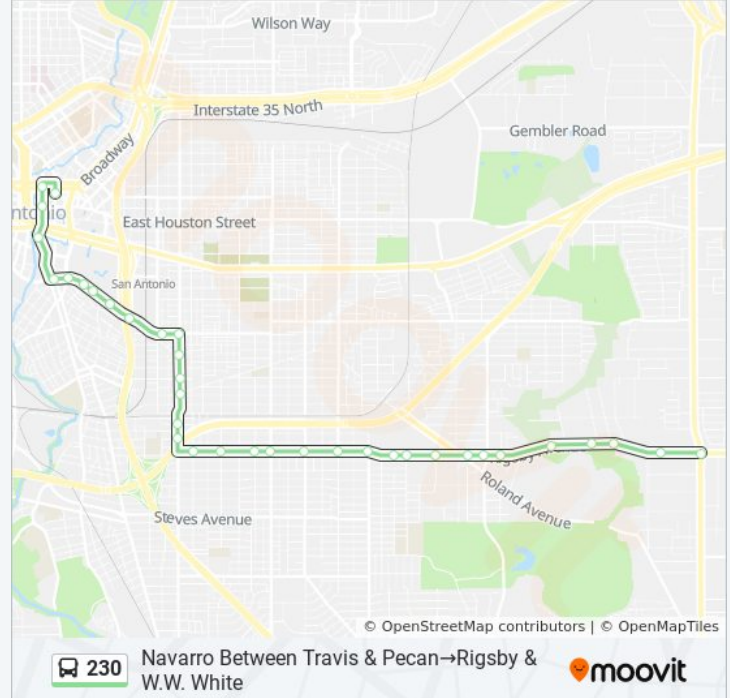 Wilson Way
Interstate 35 North
Gembler Road
Broadway
ntonio
East Houston Street
San Antonio
Roland Avenue
Steves Avenue
© OpenStreetMap contributors | © OpenMapTiles
230
Navarro Between Travis & Pecan→Rigsby &
W.W. White
moovit